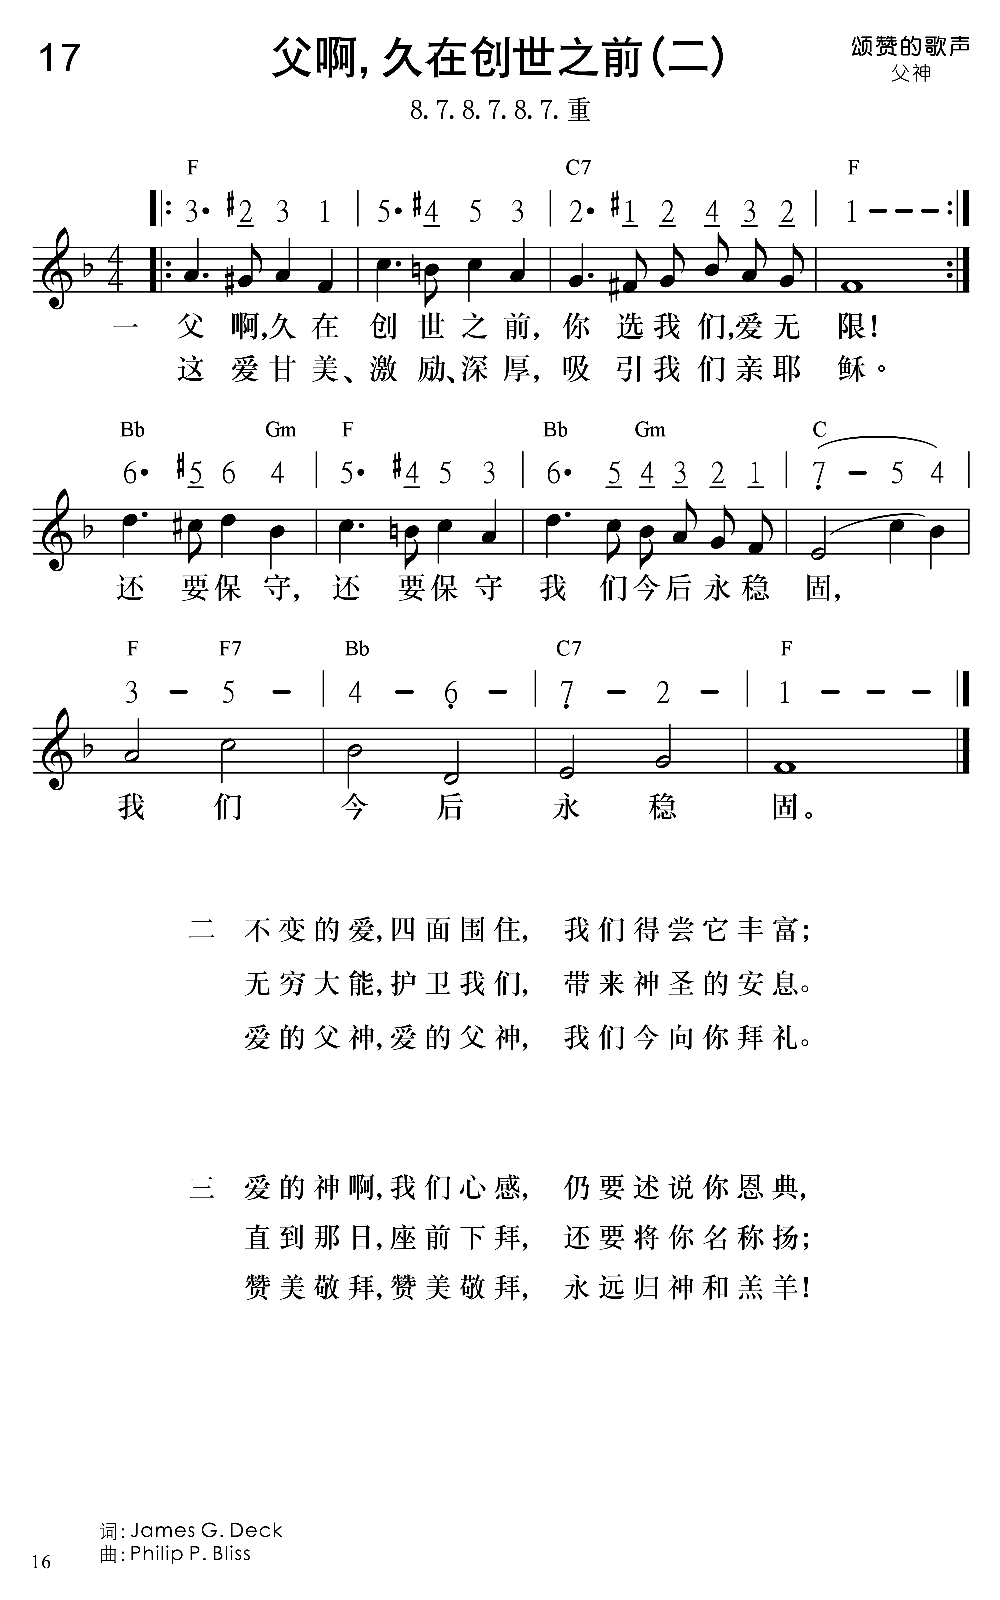 17
父啊,久在创世之前(二)
颂赞的歌声
父神
8.7.8.7.8.7.重
F C7 F
3· #2 3 1 | 5· #4 5 3 | 2· #1 2 4 3 2 | 1 – – – :|
4
4
一 父啊,久在创世之前,你选我们,爱无限!
这爱甘美、激励、深厚,吸引我们亲耶稣。
Bb Gm F Bb Gm C
6· #5 6 4 | 5· #4 5 3 | 6· 5 4 3 2 1 | 7 – 5 4 |
还要保守,还要保守我们今后永稳固,
F F7 Bb C7 F
3 – 5 – | 4 – 6 – | 7 – 2 – | 1 – – – |
我们今后永稳固。
二 不变的爱,四面围住, 我们得尝它丰富;
无穷大能,护卫我们, 带来神圣的安息。
爱的父神,爱的父神, 我们今向你拜礼。
三 爱的神啊,我们心感, 仍要述说你恩典,
直到那日,座前下拜, 还要将你名称扬;
赞美敬拜,赞美敬拜, 永远归神和羔羊!
词:James G. Deck
曲:Philip P. Bliss
16